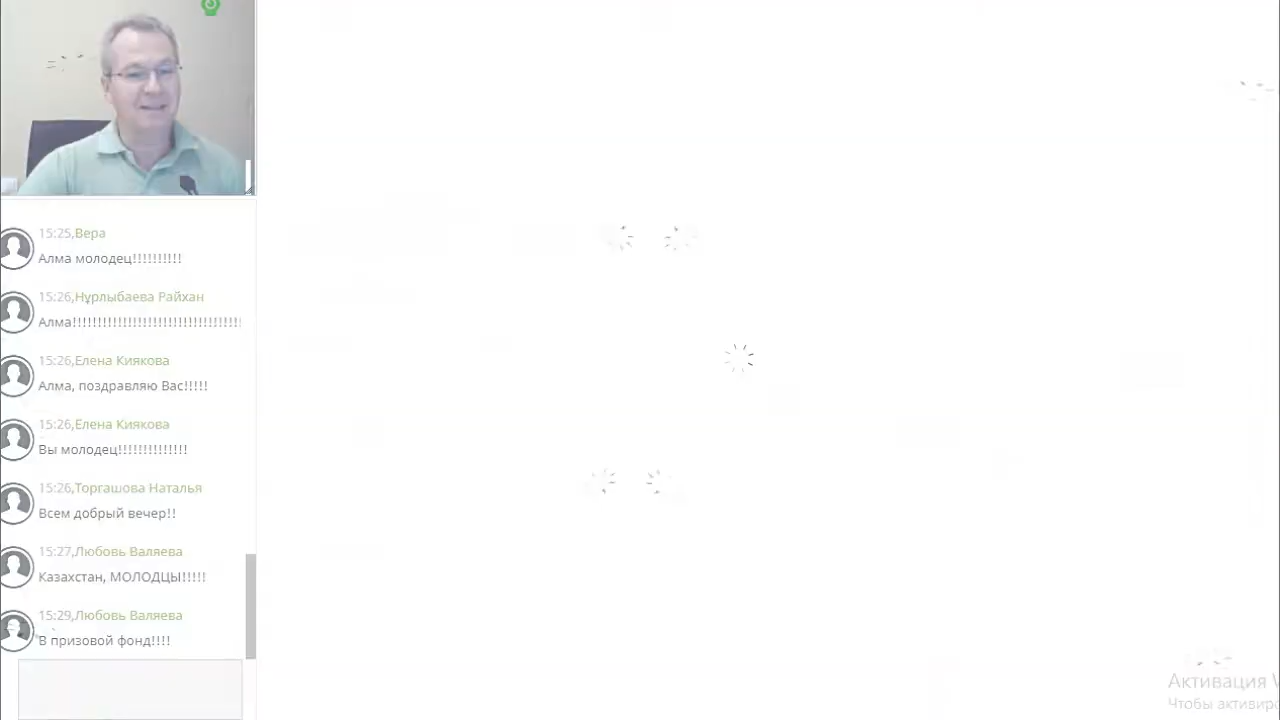 15:25,Вера
Алма молодец!!!!!!!!!!
15:26,Нұрлыбаева Райхан
Алма!!!!!!!!!!!!!!!!!!!!!!!!!!!!!!!!!!
15:26,Елена Киякова
Алма, поздравляю Вас!!!!!
15:26,Елена Киякова
Вы молодец!!!!!!!!!!!!!!
15:26,Торгашова Наталья
Всем добрый вечер!!
15:27,Любовь Валяева
Казахстан, МОЛОДЦЫ!!!!!
15:29,Любовь Валяева
В призовой фонд!!!!
Активация
Чтобы